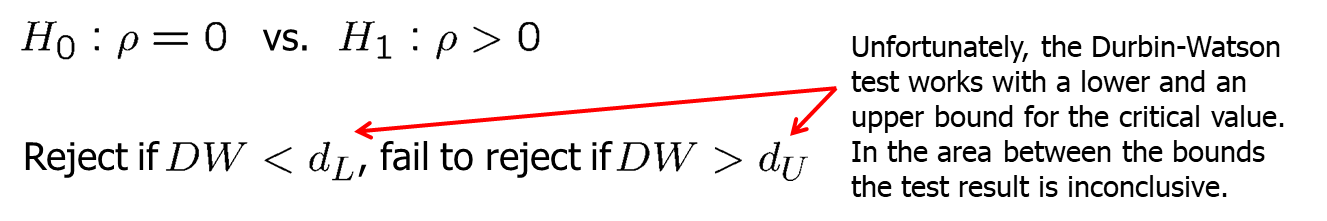 H₀ : ρ = 0 vs. H₁ : ρ > 0
Reject if DW < d_L, fail to reject if DW > d_U
Unfortunately, the Durbin-Watson
test works with a lower and an
upper bound for the critical value.
In the area between the bounds
the test result is inconclusive.